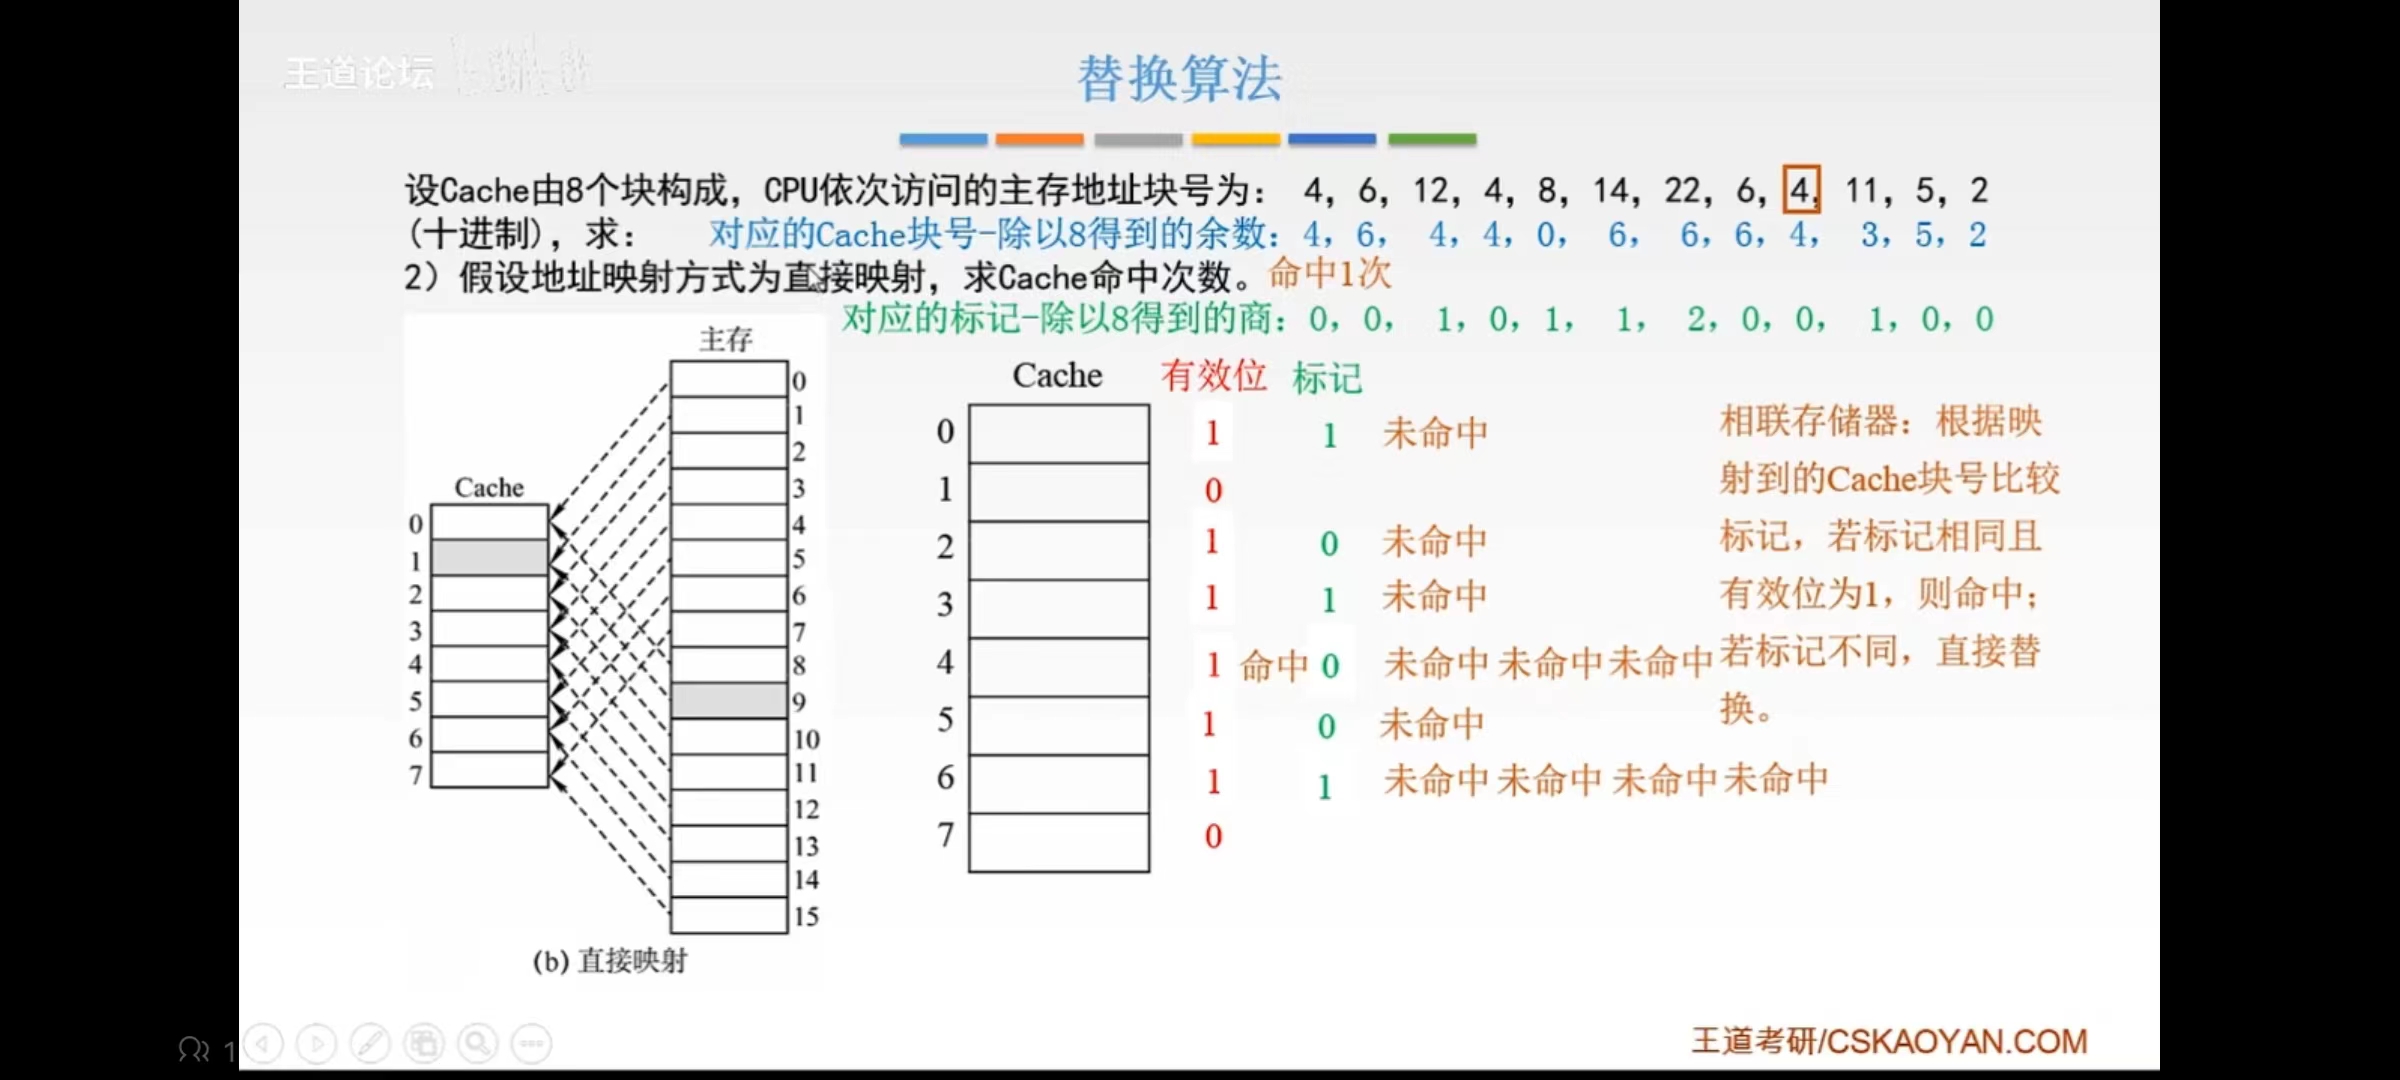 王道论坛
替换算法
设Cache由8个块构成，CPU依次访问的主存地址块号为： 4，6，12，4，8，14，22，6，4，11，5，2
(十进制)，求： 对应的Cache块号-除以8得到的余数：4，6， 4，4，0， 6， 6，6，4， 3，5，2
2）假设地址映射方式为直接映射，求Cache命中次数。命中1次
对应的标记-除以8得到的商：0，0， 1，0，1， 1， 2，0，0， 1，0，0
主存
0
1
2
3
4
5
6
7
8
9
10
11
12
13
14
15
Cache
0
1
2
3
4
5
6
7
(b) 直接映射
Cache 有效位 标记
0 1 1 未命中
1 0
2 1 0 未命中
3 1 1 未命中
4 1 命中 0 未命中 未命中 未命中
5 1 0 未命中
6 1 1 未命中 未命中 未命中 未命中
7 0
相联存储器：根据映
射到的Cache块号比较
标记，若标记相同且
有效位为1，则命中；
若标记不同，直接替
换。
1
王道考研/CSKAOYAN.COM